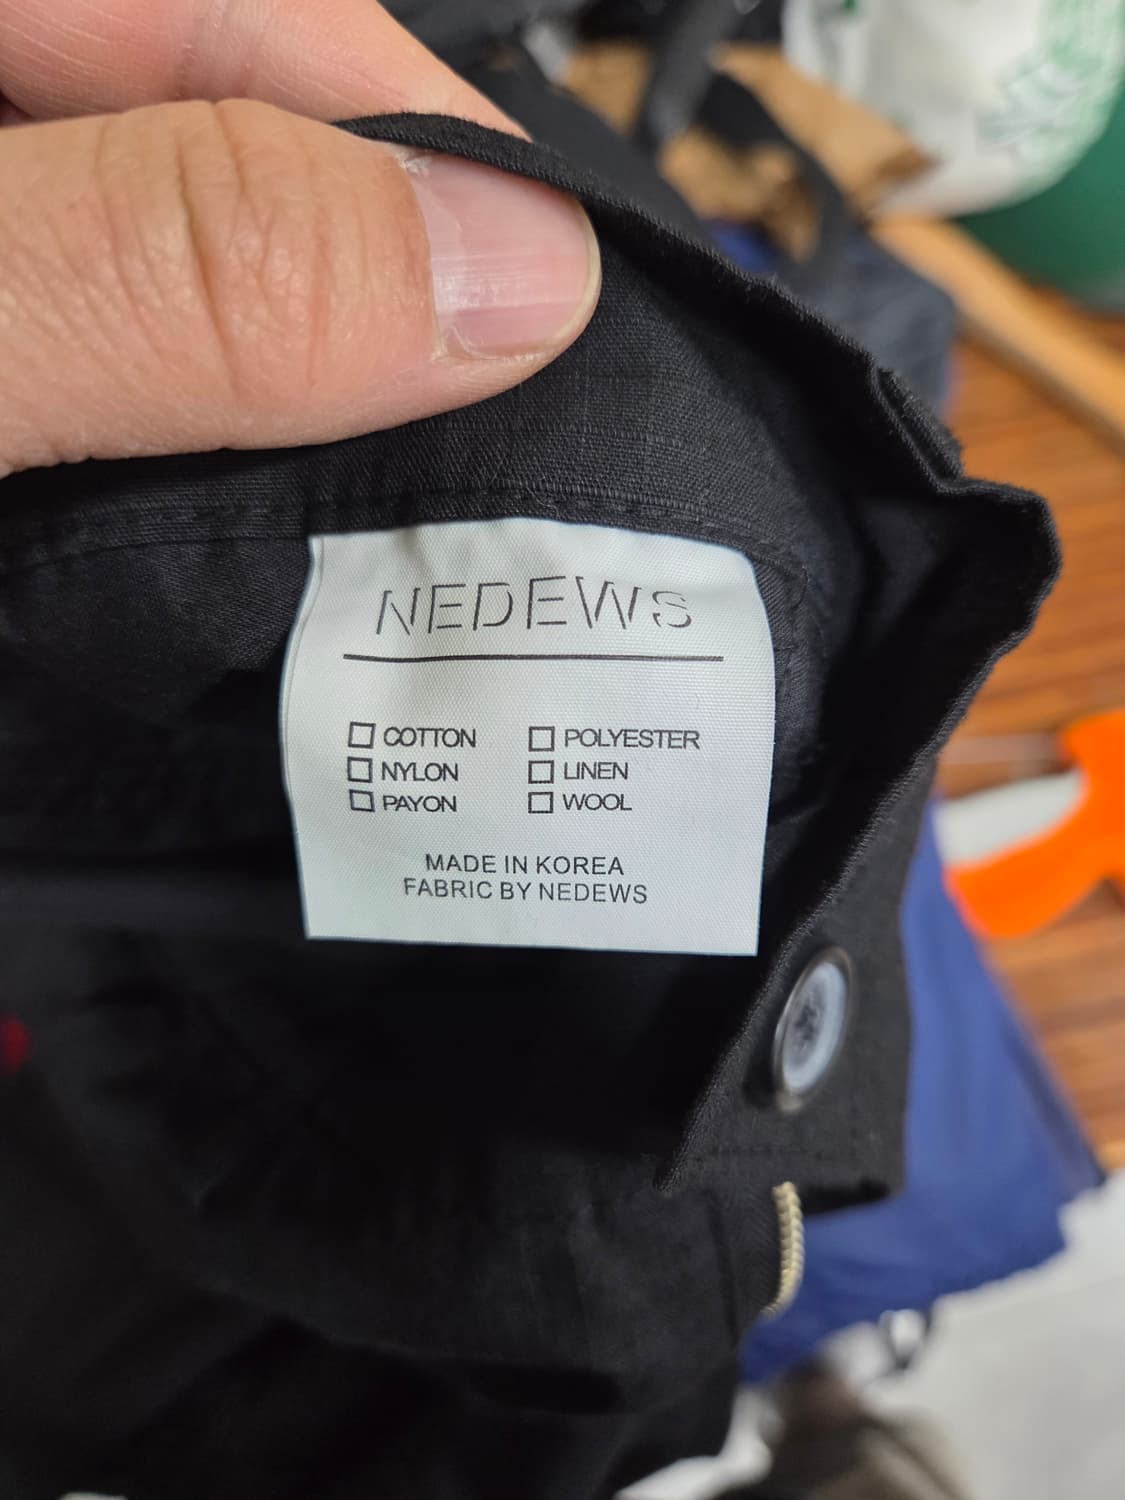 NEDEWS
☐ COTTON ☐ POLYESTER
☐ NYLON ☐ LINEN
☐ PAYON ☐ WOOL
MADE IN KOREA
FABRIC BY NEDEWS